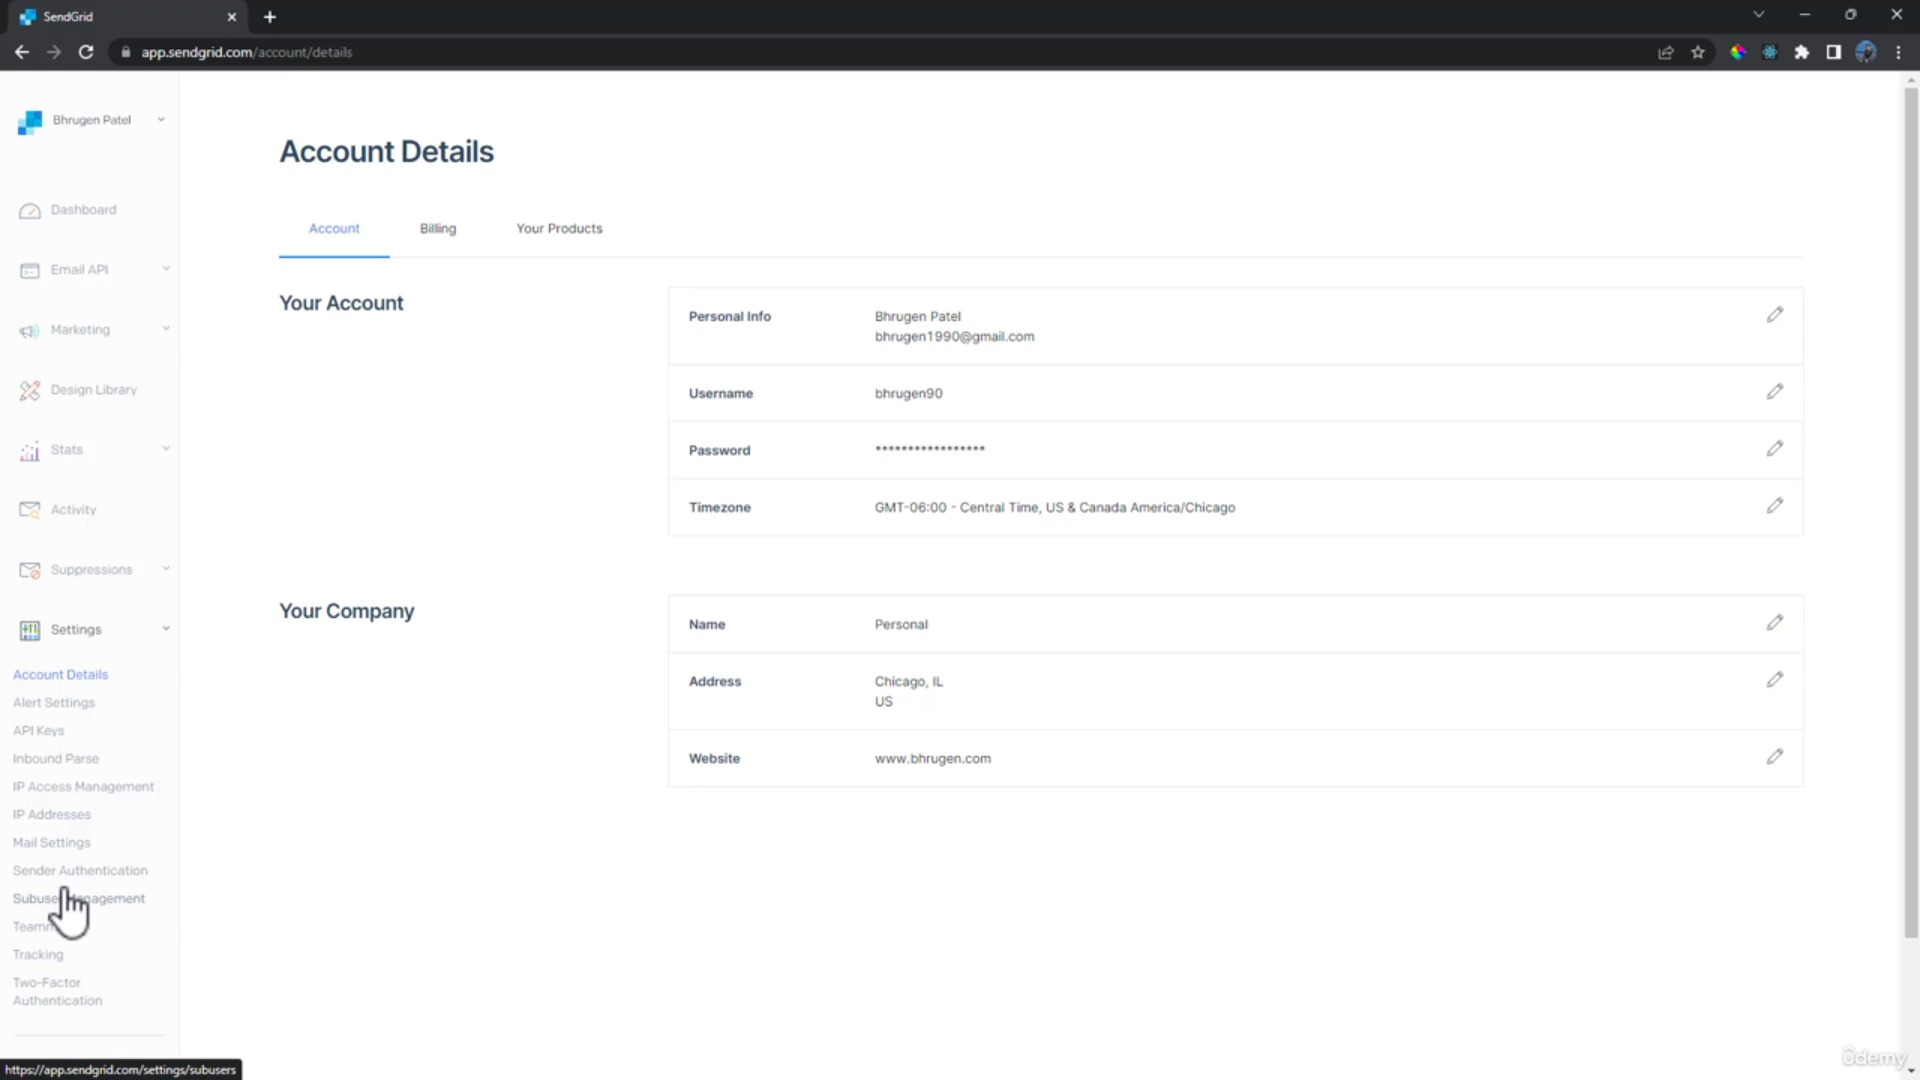 SendGrid
app.sendgrid.com/account/details
Bhrugen Patel
Dashboard
Email API
Marketing
Design Library
Stats
Activity
Suppressions
Settings
Account Details
Alert Settings
API Keys
Inbound Parse
IP Access Management
IP Addresses
Mail Settings
Sender Authentication
Tracking
Two-Factor
Authentication
Account Details
Account Billing Your Products
Your Account
Personal Info Bhrugen Patel
bhrugen1990@gmail.com
Username bhrugen90
Password *****************
Timezone GMT-06:00 - Central Time, US & Canada America/Chicago
Your Company
Name Personal
Address Chicago, IL
US
Website www.bhrugen.com
https://app.sendgrid.com/settings/subusers
ûdemy